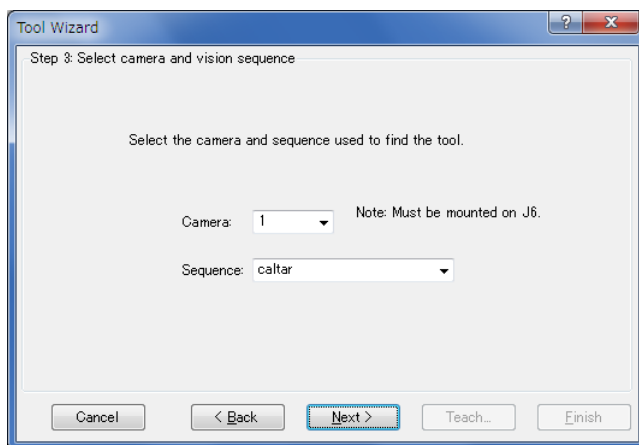 Tool Wizard
Step 3: Select camera and vision sequence
Select the camera and sequence used to find the tool.
Camera: 1 Note: Must be mounted on J6.
Sequence: caltar
Cancel < Back Next > Teach... Finish